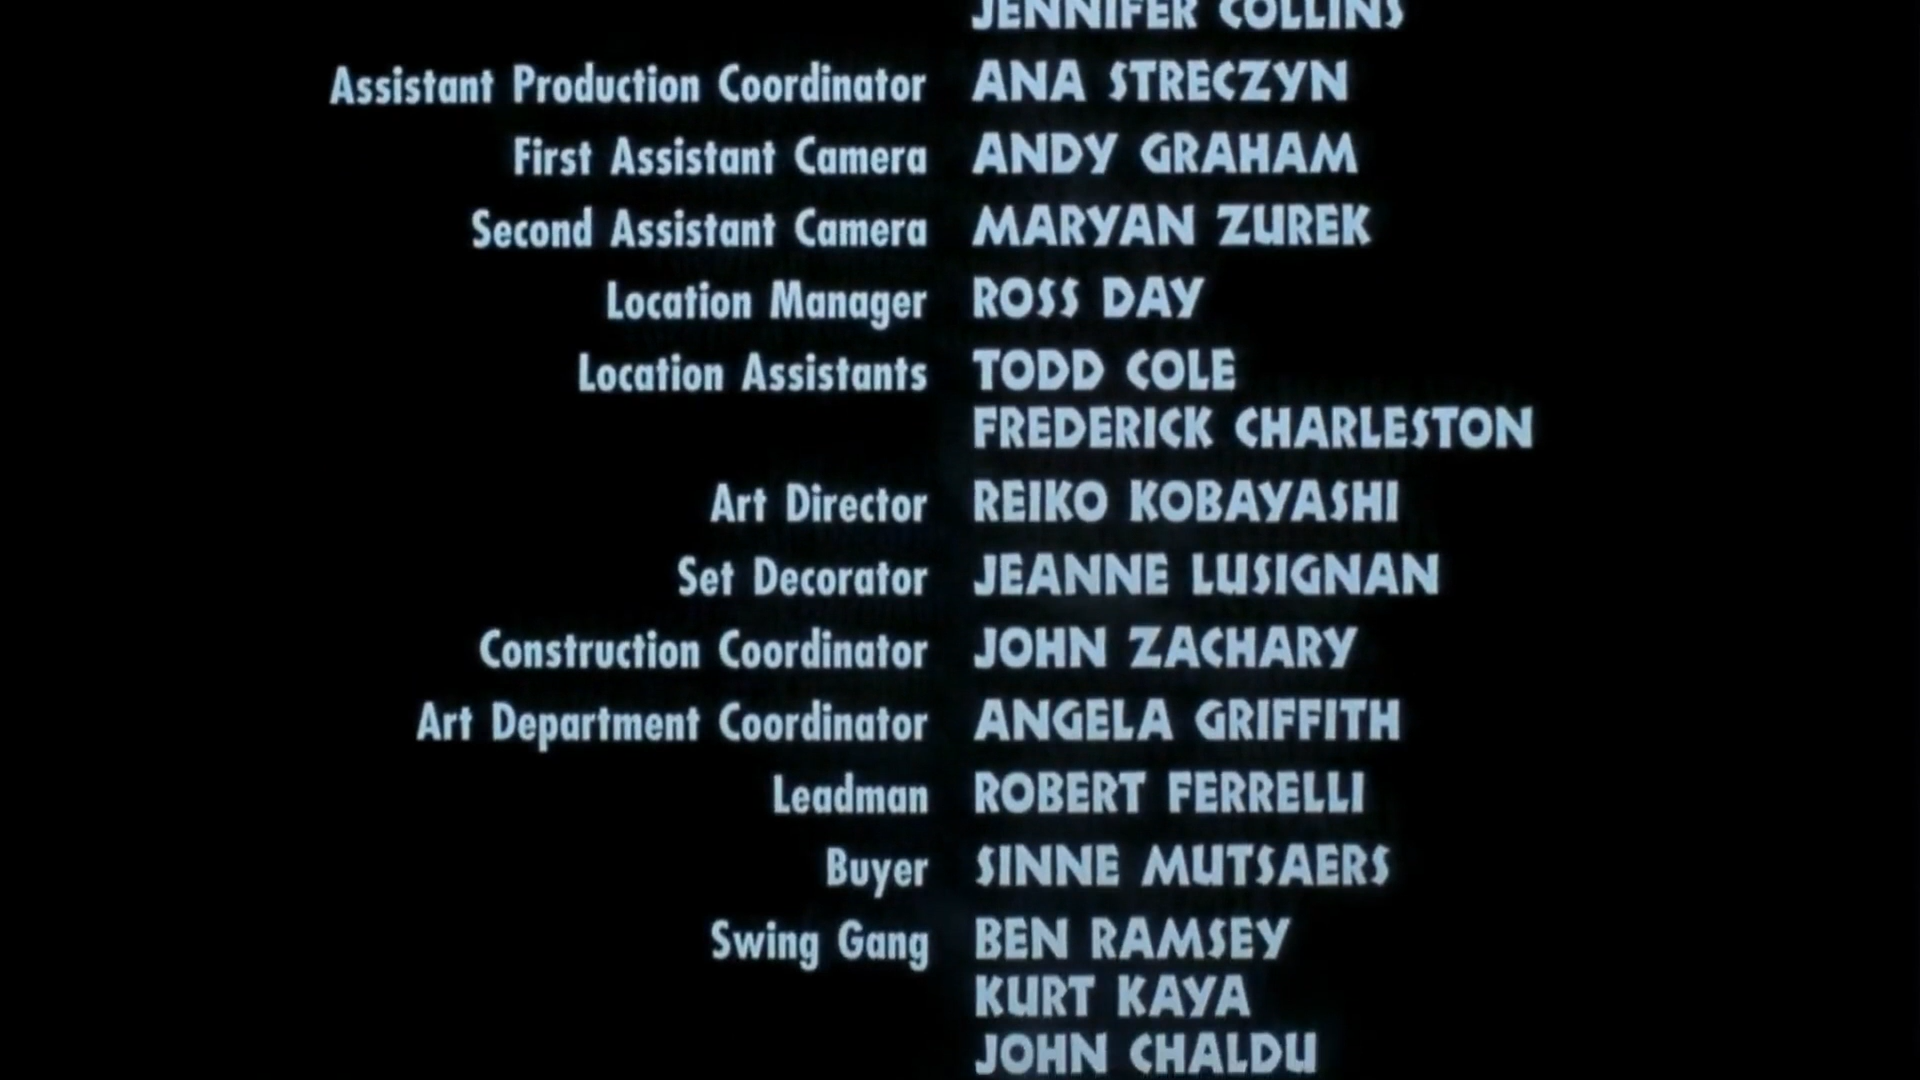 JENNIFER COLLINS
Assistant Production Coordinator ANA STRECZYN
First Assistant Camera ANDY GRAHAM
Second Assistant Camera MARYAN ZUREK
Location Manager ROSS DAY
Location Assistants TODD COLE
FREDERICK CHARLESTON
Art Director REIKO KOBAYASHI
Set Decorator JEANNE LUSIGNAN
Construction Coordinator JOHN ZACHARY
Art Department Coordinator ANGELA GRIFFITH
Leadman ROBERT FERRELLI
Buyer SINNE MUTSAERS
Swing Gang BEN RAMSEY
KURT KAYA
JOHN CHALDU